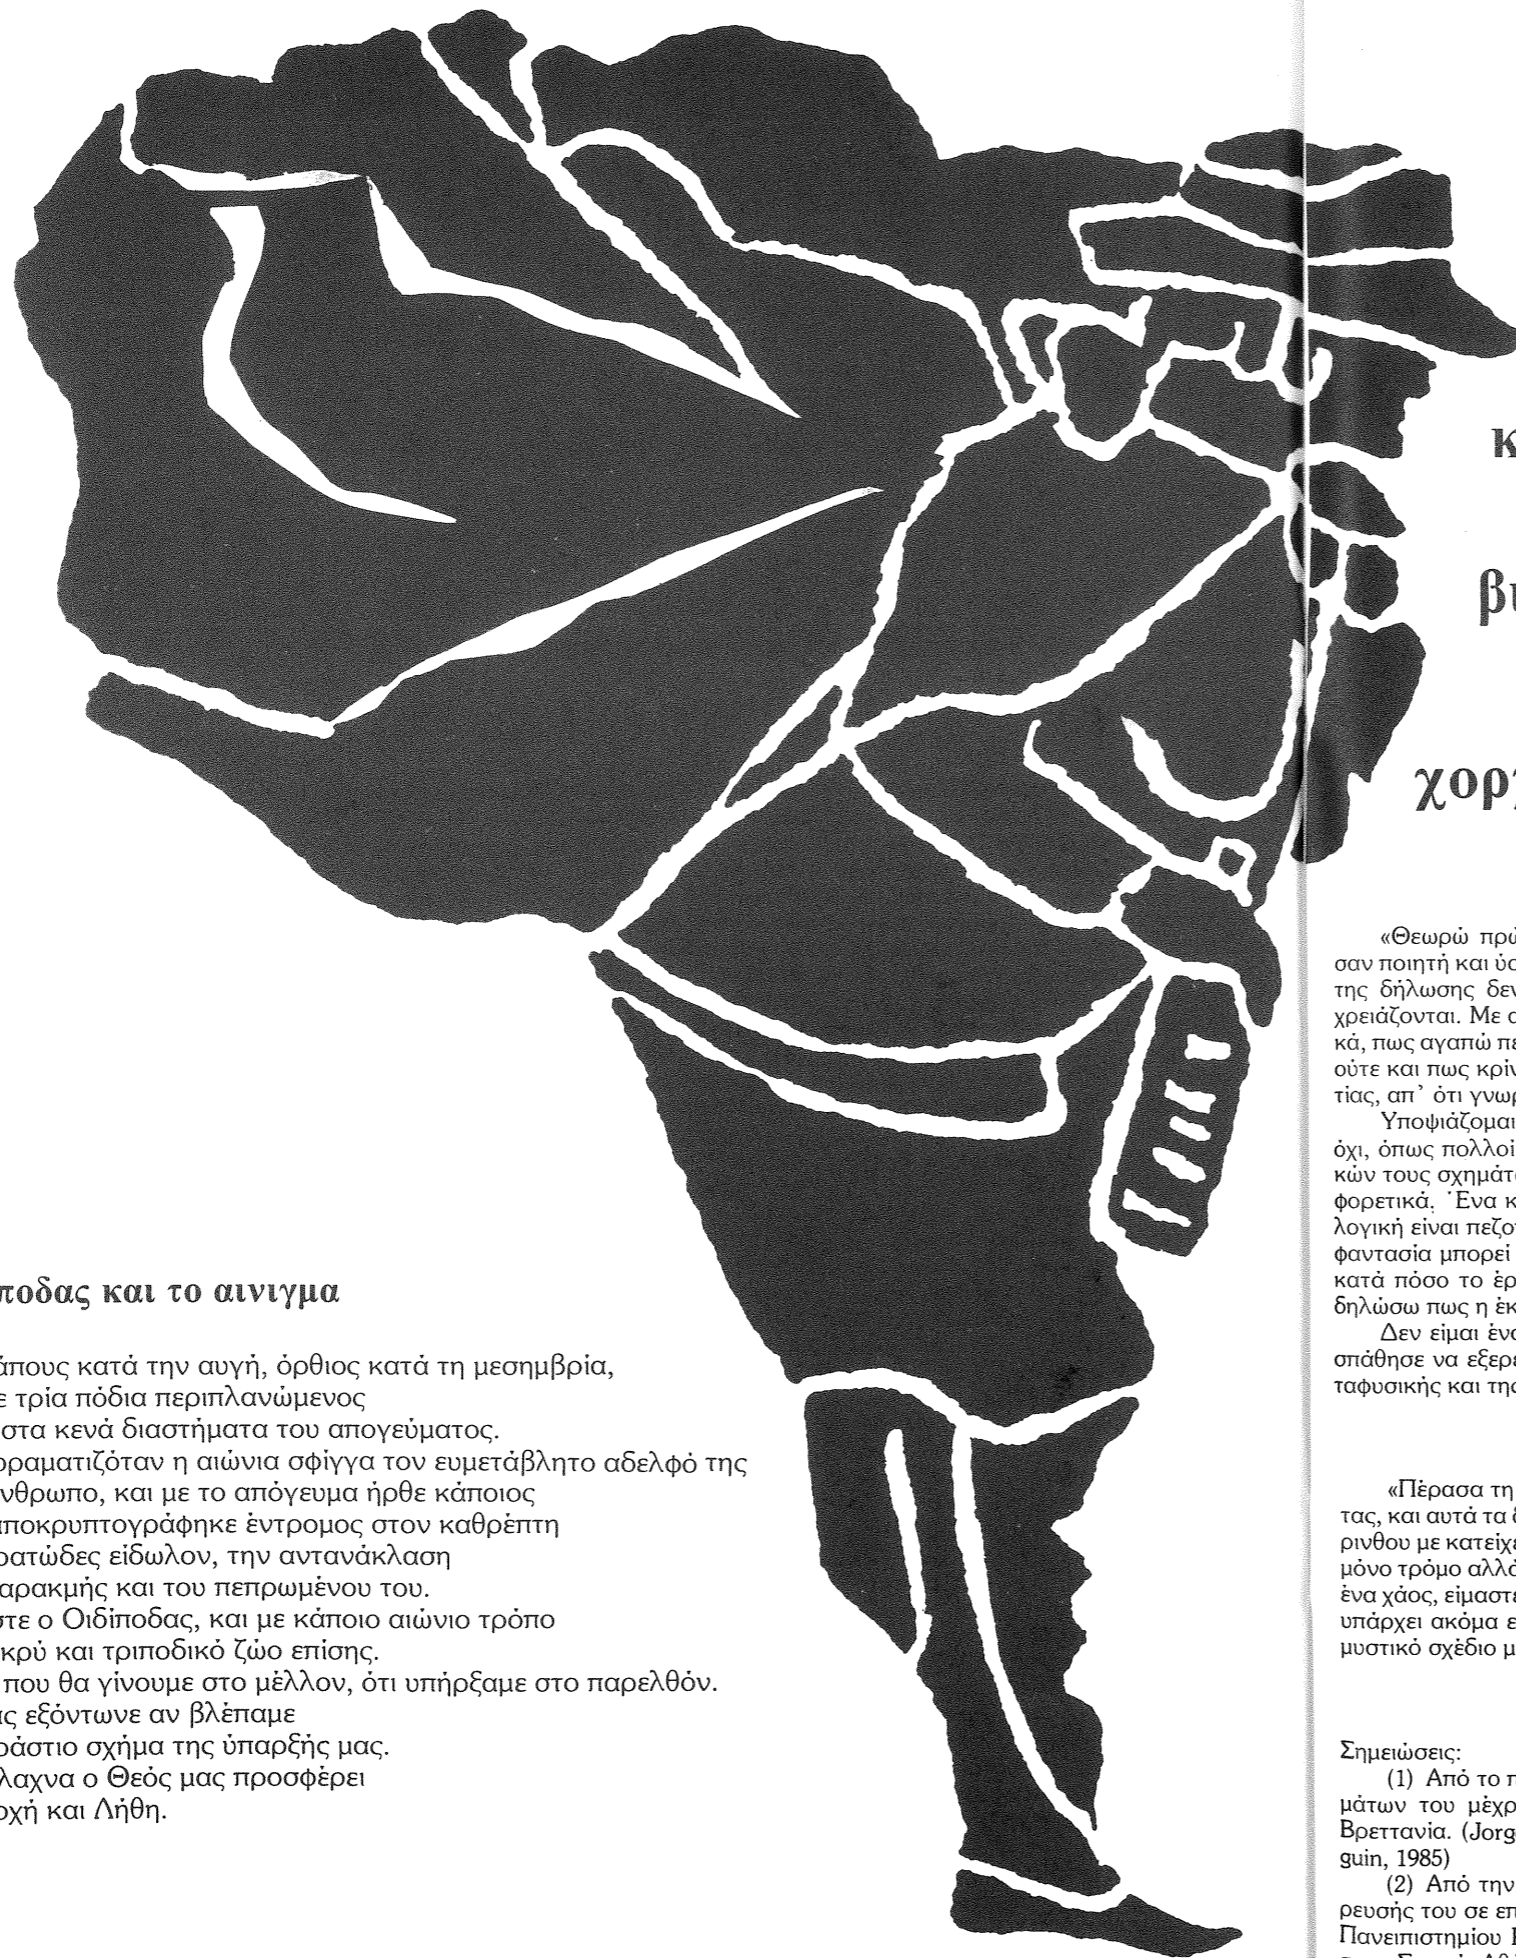 ποδας και το αινιγμα
άπους κατά την αυγή, όρθιος κατά τη μεσημβρία,
ε τρία πόδια περιπλανώμενος
στα κενά διαστήματα του απογεύματος.
οραματιζόταν η αιώνια σφίγγα τον ευμετάβλητο αδελφό της
νθρωπο, και με το απόγευμα ήρθε κάποιος
αποκρυπτογράφηκε έντρομος στον καθρέπτη
ρατώδες είδωλον, την αντανάκλαση
αρακμής και του πεπρωμένου του.
στε ο Οιδίποδας, και με κάποιο αιώνιο τρόπο
κρύ και τριποδικό ζώο επίσης.
που θα γίνουμε στο μέλλον, ότι υπήρξαμε στο παρελθόν.
ας εξόντωνε αν βλέπαμε
ράστιο σχήμα της ύπαρξής μας.
λαχνα ο Θεός μας προσφέρει
οχή και Λήθη.
κ
βι
χορχ
«Θεωρώ πρώ
σαν ποιητή και ύσ
της δήλωσης δεν
χρειάζονται. Με α
κά, πως αγαπώ πε
ούτε και πως κρίν
τίας, απ' ότι γνωρ
Υποψιάζομαι
όχι, όπως πολλοί
κών τους σχημάτ
φορετικά. Ένα κ
λογική είναι πεζο
φαντασία μπορεί
κατά πόσο το έρ
δηλώσω πως η έκ
Δεν είμαι ένα
σπάθησε να εξερε
ταφυσικής και της
«Πέρασα τη
τας, και αυτά τα δ
ρινθου με κατείχε
μόνο τρόμο αλλά
ένα χάος, είμαστε
υπάρχει ακόμα ε
μυστικό σχέδιο μ
Σημειώσεις:
(1) Από το π
μάτων του μέχρ
Βρεττανία. (Jorg
guin, 1985)
(2) Από την
ρευσής του σε επ
Πανεπιστημίου